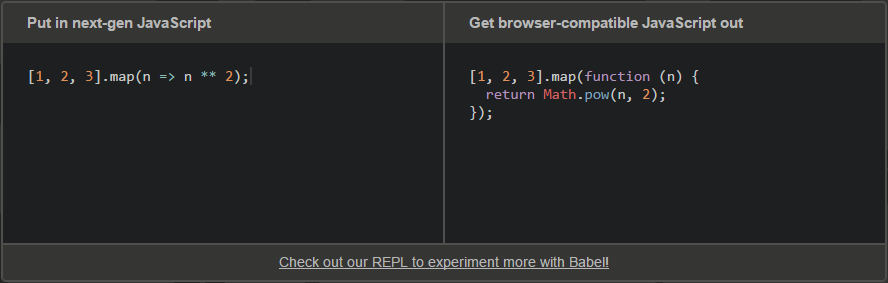 Put in next-gen JavaScript
[1, 2, 3].map(n => n ** 2);
Get browser-compatible JavaScript out
[1, 2, 3].map(function (n) {
  return Math.pow(n, 2);
});
Check out our REPL to experiment more with Babel!